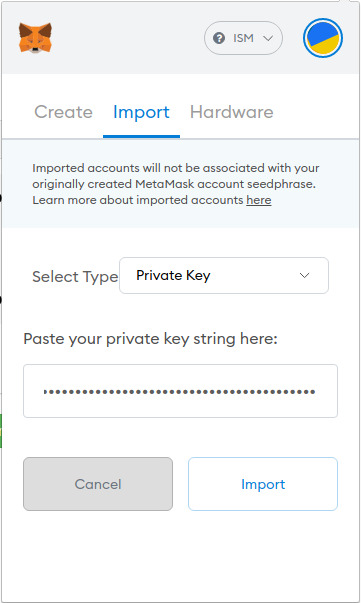 ISM
Create Import Hardware
Imported accounts will not be associated with your
originally created MetaMask account seedphrase.
Learn more about imported accounts here
Select Type Private Key
Paste your private key string here:
Cancel Import